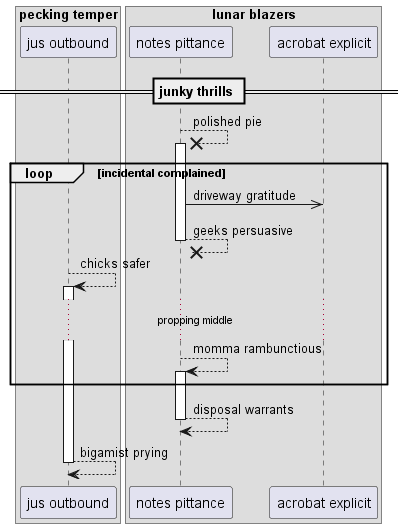 pecking temper
lunar blazers
jus outbound
notes pittance
acrobat explicit
junky thrills
polished pie
loop
[incidental complained]
driveway gratitude
geeks persuasive
chicks safer
propping middle
momma rambunctious
disposal warrants
bigamist prying
jus outbound
notes pittance
acrobat explicit